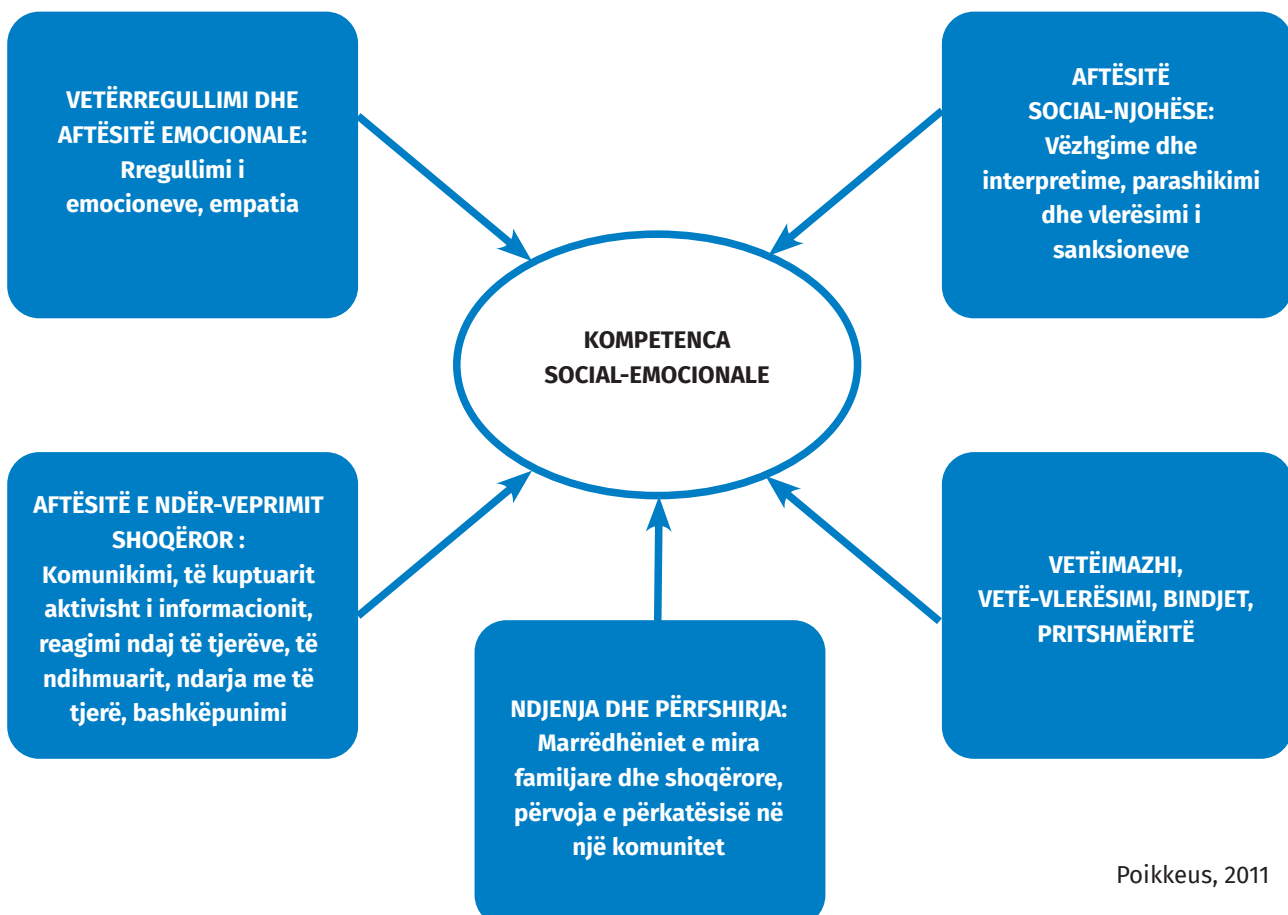 VETËRREGULLIMI DHE
AFTËSITË EMOCIONALE:
Rregullimi i
emocioneve, empatia
AFTËSITË
SOCIAL-NJOHËSE:
Vëzhgime dhe
interpretime, parashikimi
dhe vlerësimi i
sanksioneve
KOMPETENCA
SOCIAL-EMOCIONALE
AFTËSITË E NDËR-VEPRIMIT
SHOQËROR :
Komunikimi, të kuptuarit
aktivisht i informacionit,
reagimi ndaj të tjerëve, të
ndihmuarit, ndarja me të
tjerë, bashkëpunimi
NDJENJA DHE PËRFSHIRJA:
Marrëdhëniet e mira
familjare dhe shoqërore,
përvoja e përkatësisë në
një komunitet
VETËIMAZHI,
VETË-VLERËSIMI, BINDJET,
PRITSHMËRITË
Poikkeus, 2011